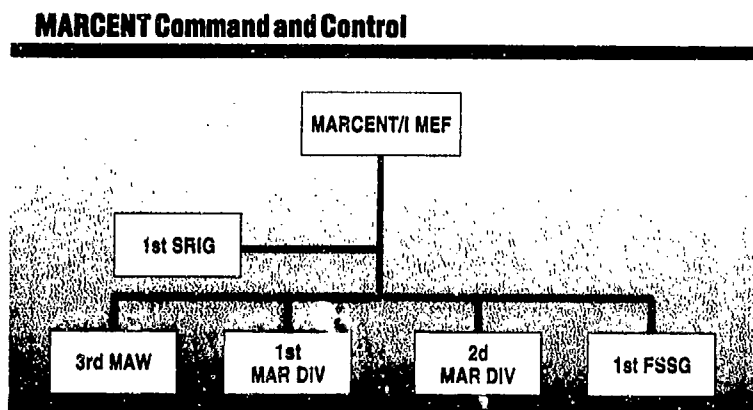 MARCENT Command and Control
MARCENT/I MEF
1st SRIG
3rd MAW
1st
MAR DIV
2d
MAR DIV
1st FSSG